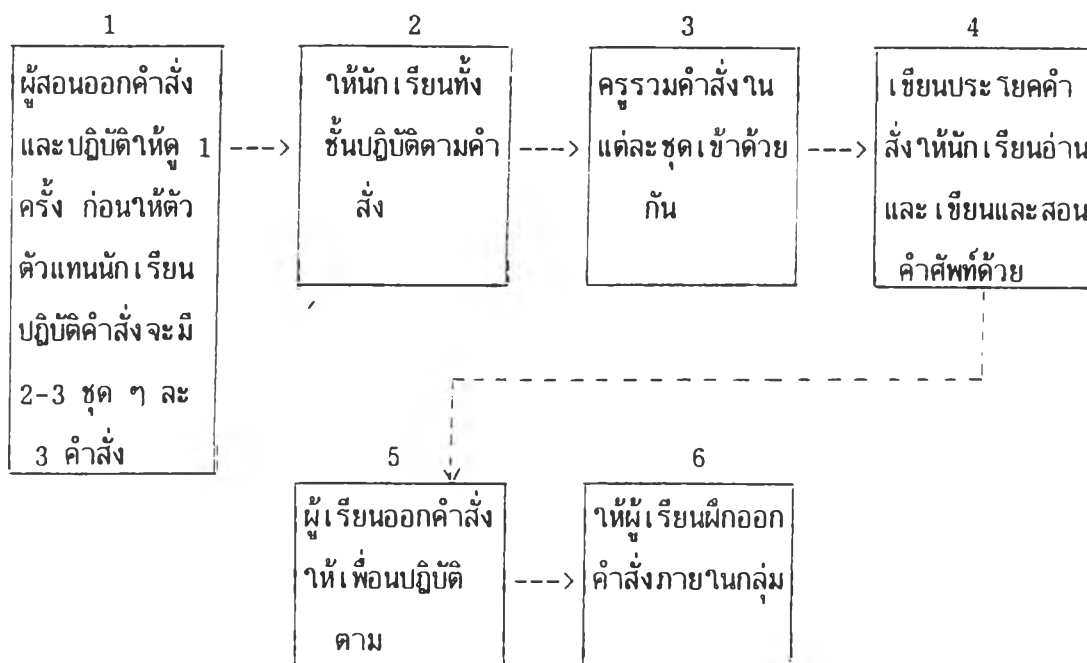 1
ผู้สอนออกคำสั่ง
และปฏิบัติให้ดู 1
ครั้ง ก่อนให้ตัว
ตัวแทนนักเรียน
ปฏิบัติคำสั่งจะมี
2-3 ชุด ๆ ละ
3 คำสั่ง
2
ให้นักเรียนทั้ง
ชั้นปฏิบัติตามคำ
สั่ง
3
ครูรวมคำสั่งใน
แต่ละชุดเข้าด้วย
กัน
4
เขียนประโยคคำ
สั่งให้นักเรียนอ่าน
และเขียนและสอน
คำศัพท์ด้วย
5
ผู้เรียนออกคำสั่ง
ให้เพื่อนปฏิบัติ
ตาม
6
ให้ผู้เรียนฝึกออก
คำสั่งภายในกลุ่ม